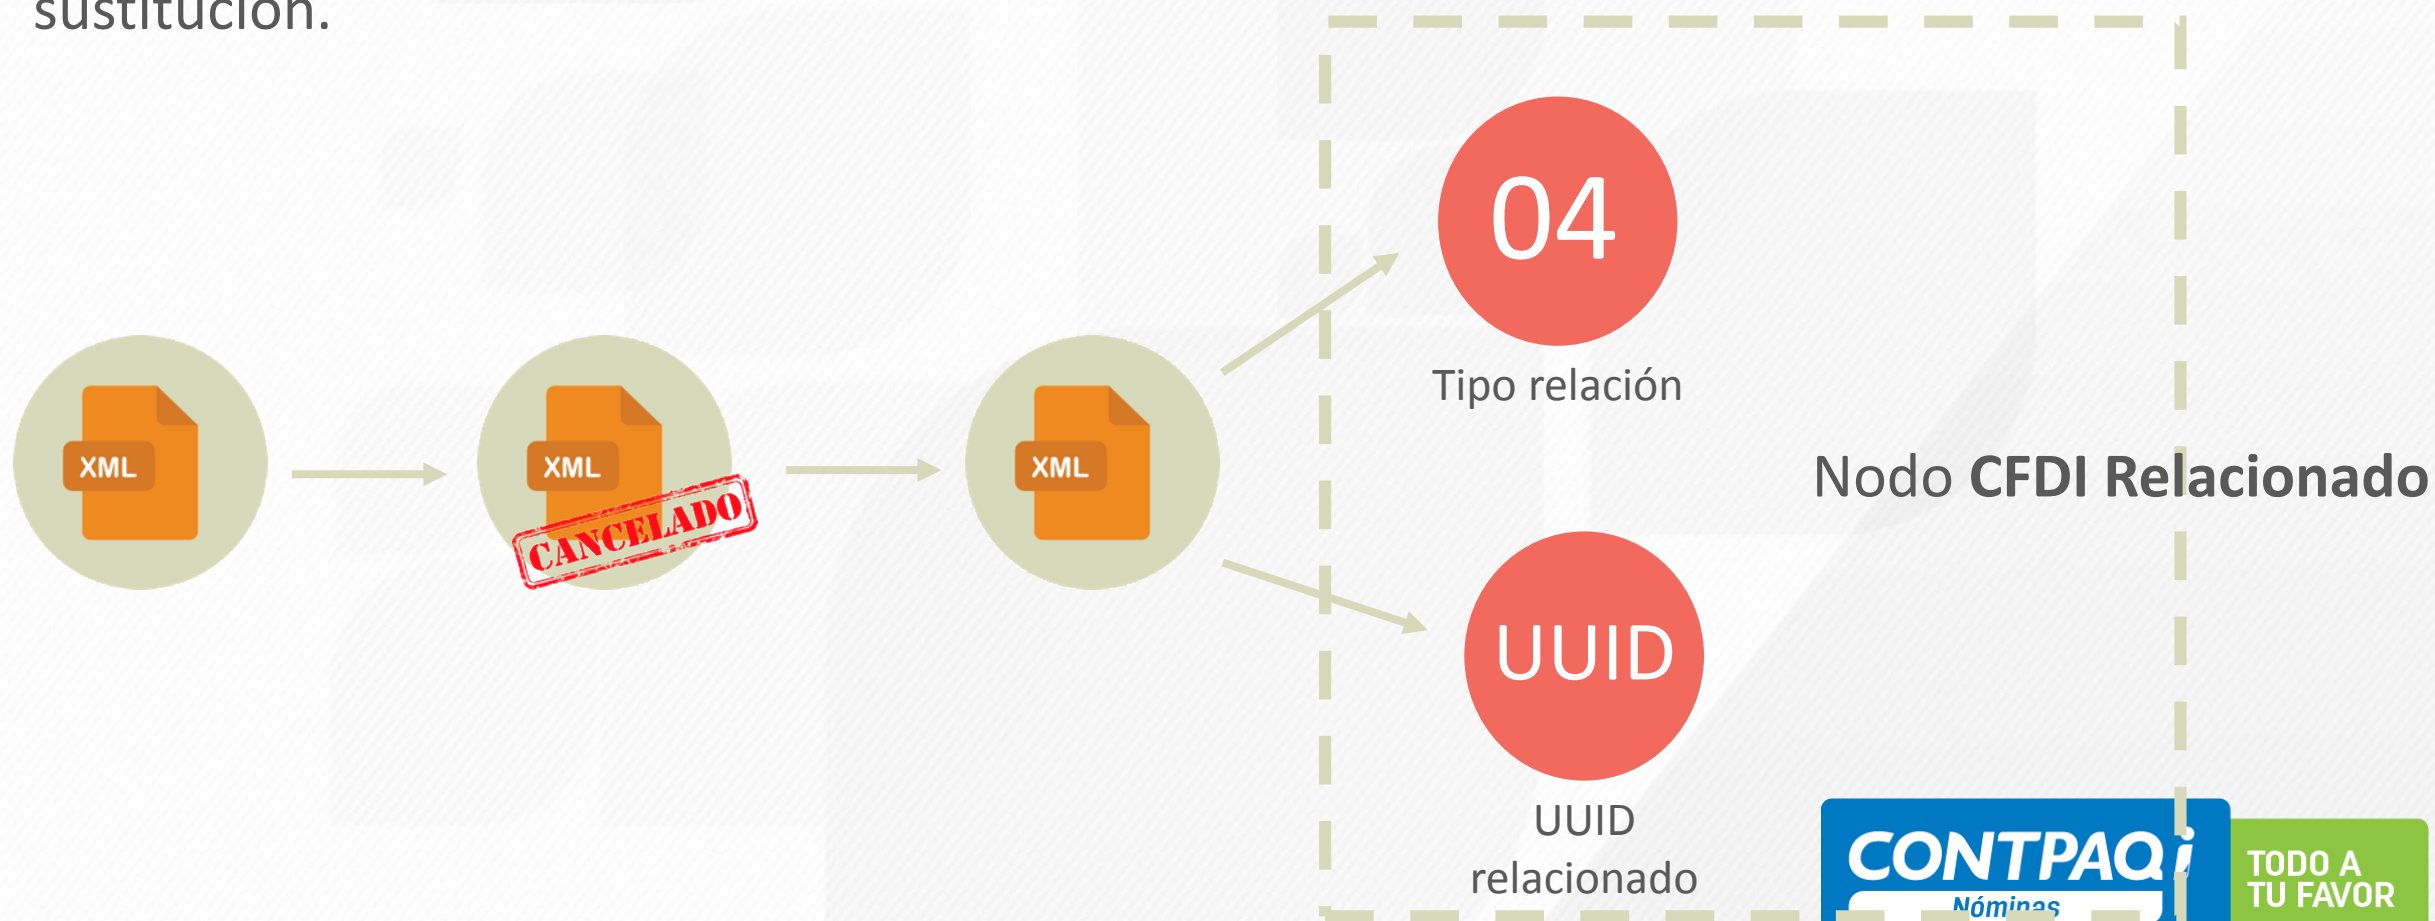 sustitución.
04
Tipo relación
XML
XML
CANCELADO
XML
Nodo CFDI Relacionado
UUID
UUID
relacionado
CONTPAQi
Nóminas
TODO A
TU FAVOR